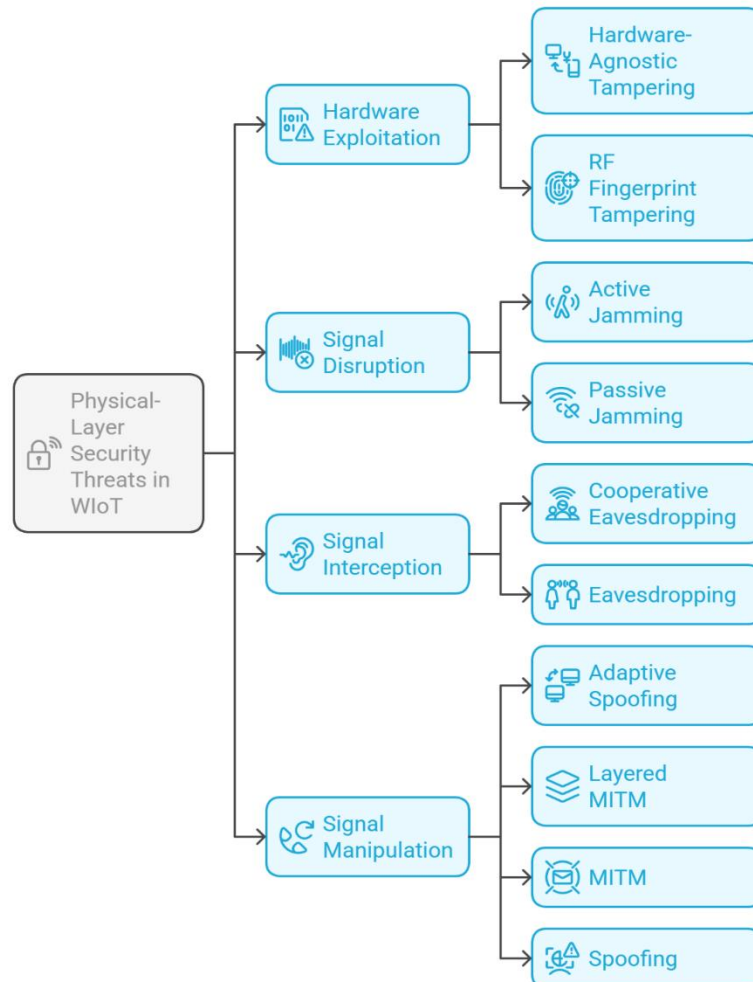 Physical-
Layer
Security
Threats in
WIoT
Hardware
Exploitation
Hardware-
Agnostic
Tampering
RF
Fingerprint
Tampering
Signal
Disruption
Active
Jamming
Passive
Jamming
Signal
Interception
Cooperative
Eavesdropping
Eavesdropping
Signal
Manipulation
Adaptive
Spoofing
Layered
MITM
MITM
Spoofing